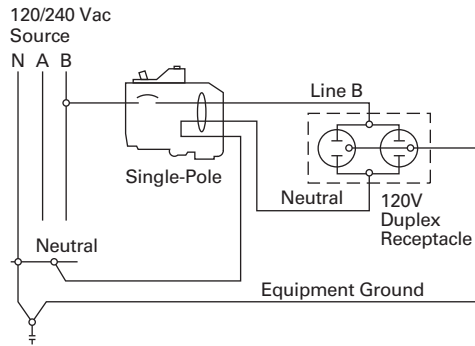 120/240 Vac
Source
N A B
Line B
Single-Pole
Neutral
120V
Duplex
Receptacle
Neutral
Equipment Ground